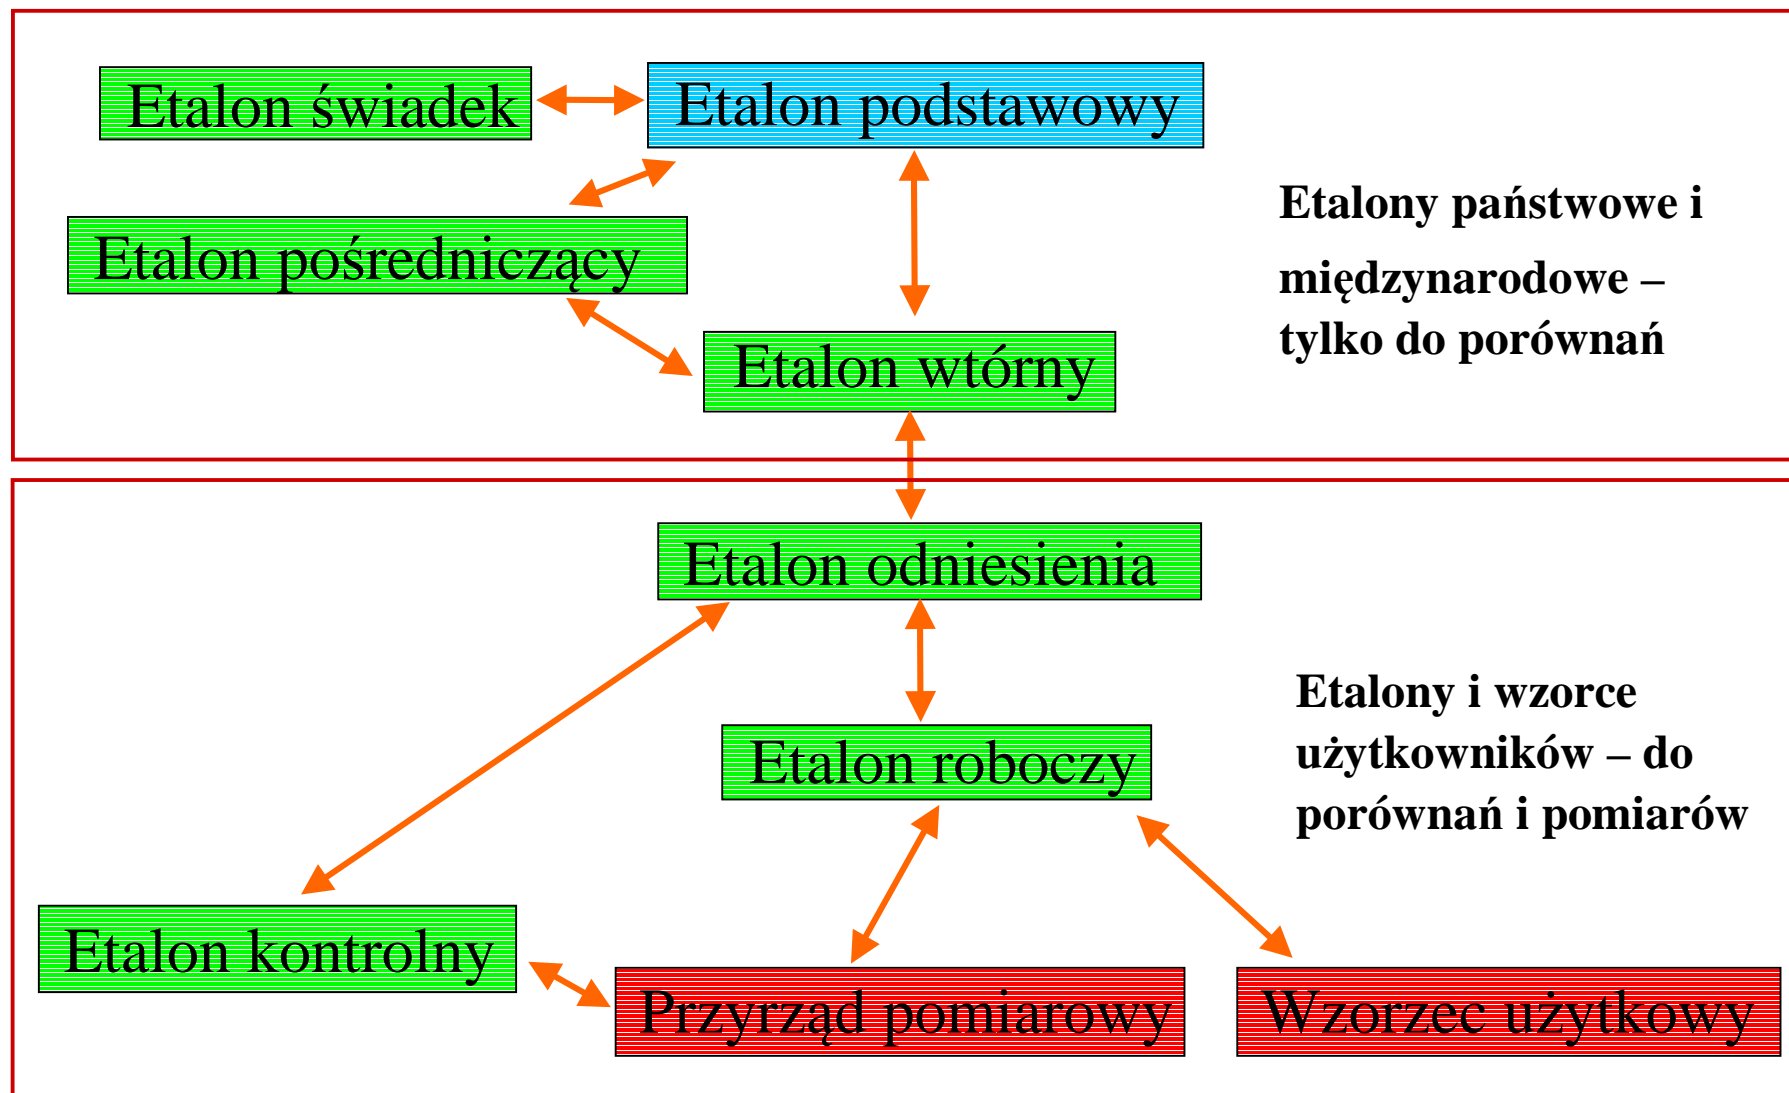 Etalon świadek
Etalon podstawowy
Etalon pośredniczący
Etalon wtórny
Etalony państwowe i
międzynarodowe –
tylko do porównań
Etalon odniesienia
Etalon roboczy
Etalony i wzorce
użytkowników – do
porównań i pomiarów
Etalon kontrolny
Przyrząd pomiarowy
Wzorzec użytkowy